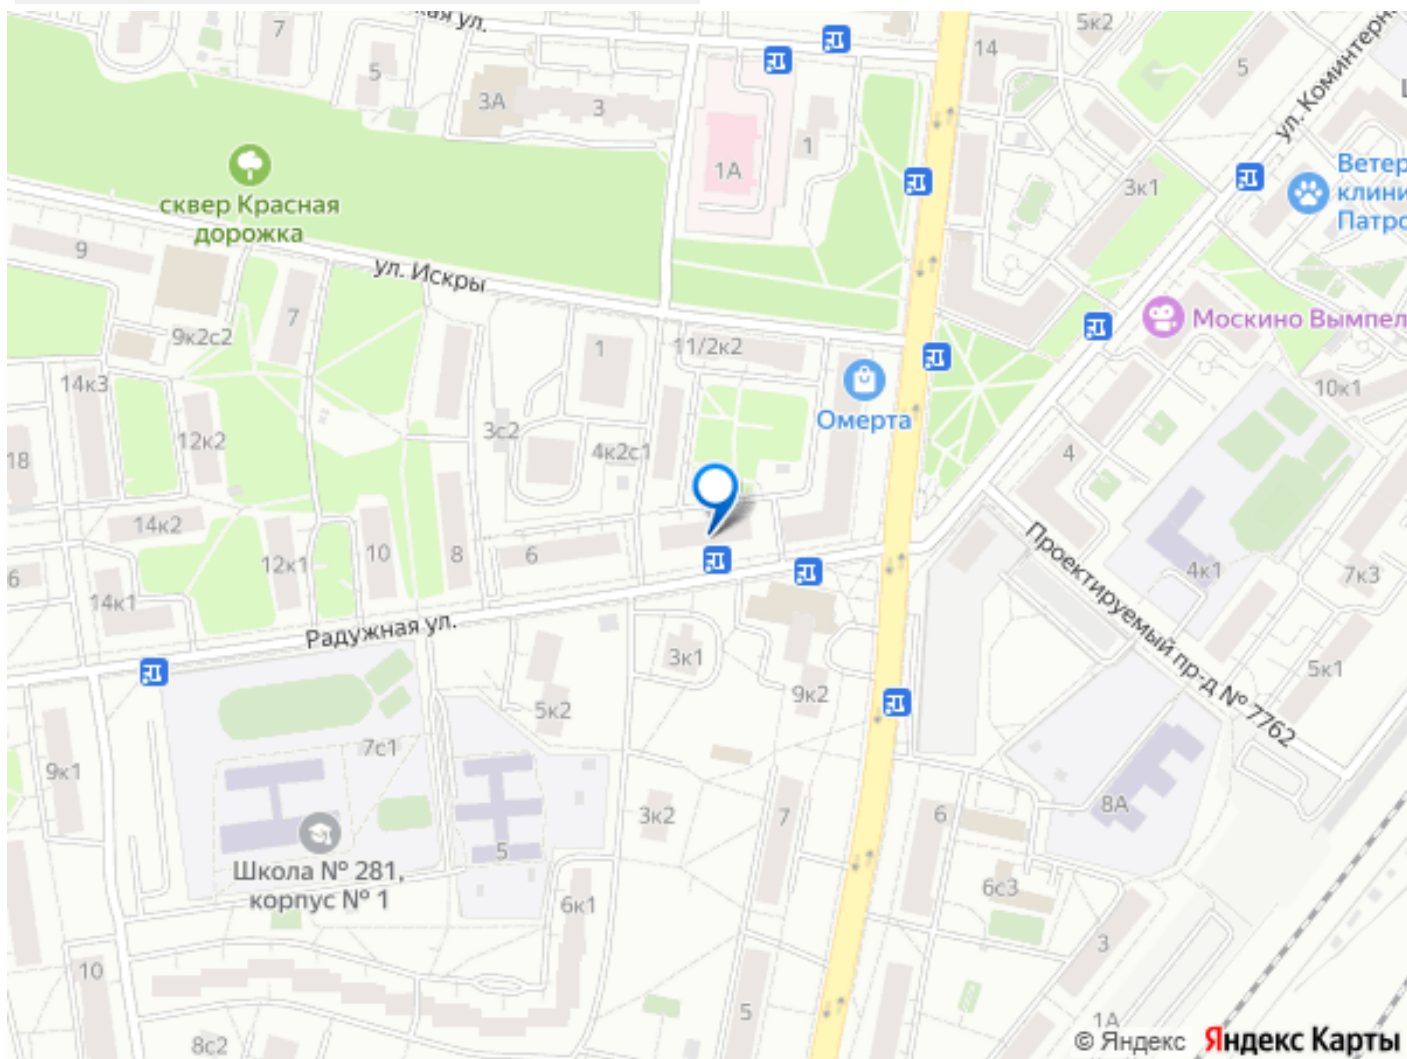 7
5к2
14
5
5
ул. Коминтерн
3А
3
1
1А
сквер Красная
дорожка
3к1
Ветер
клини
Патро
9
ул. Искры
7
9к2с2
1
11/2к2
Москино Вымпел
14к3
10к1
Омерта
12к2
3с2
4к2с1
4
18
14к2
12к1
10
8
6
6
14к1
Проектируемый пр-д № 7762
4к1
7к3
Радужная ул.
3к1
9к2
5к1
5к2
7с1
9к1
8А
3к2
7
6
5
Школа № 281,
корпус № 1
6с3
6к1
3
10
5
1А
8с2
© Яндекс Яндекс Карты